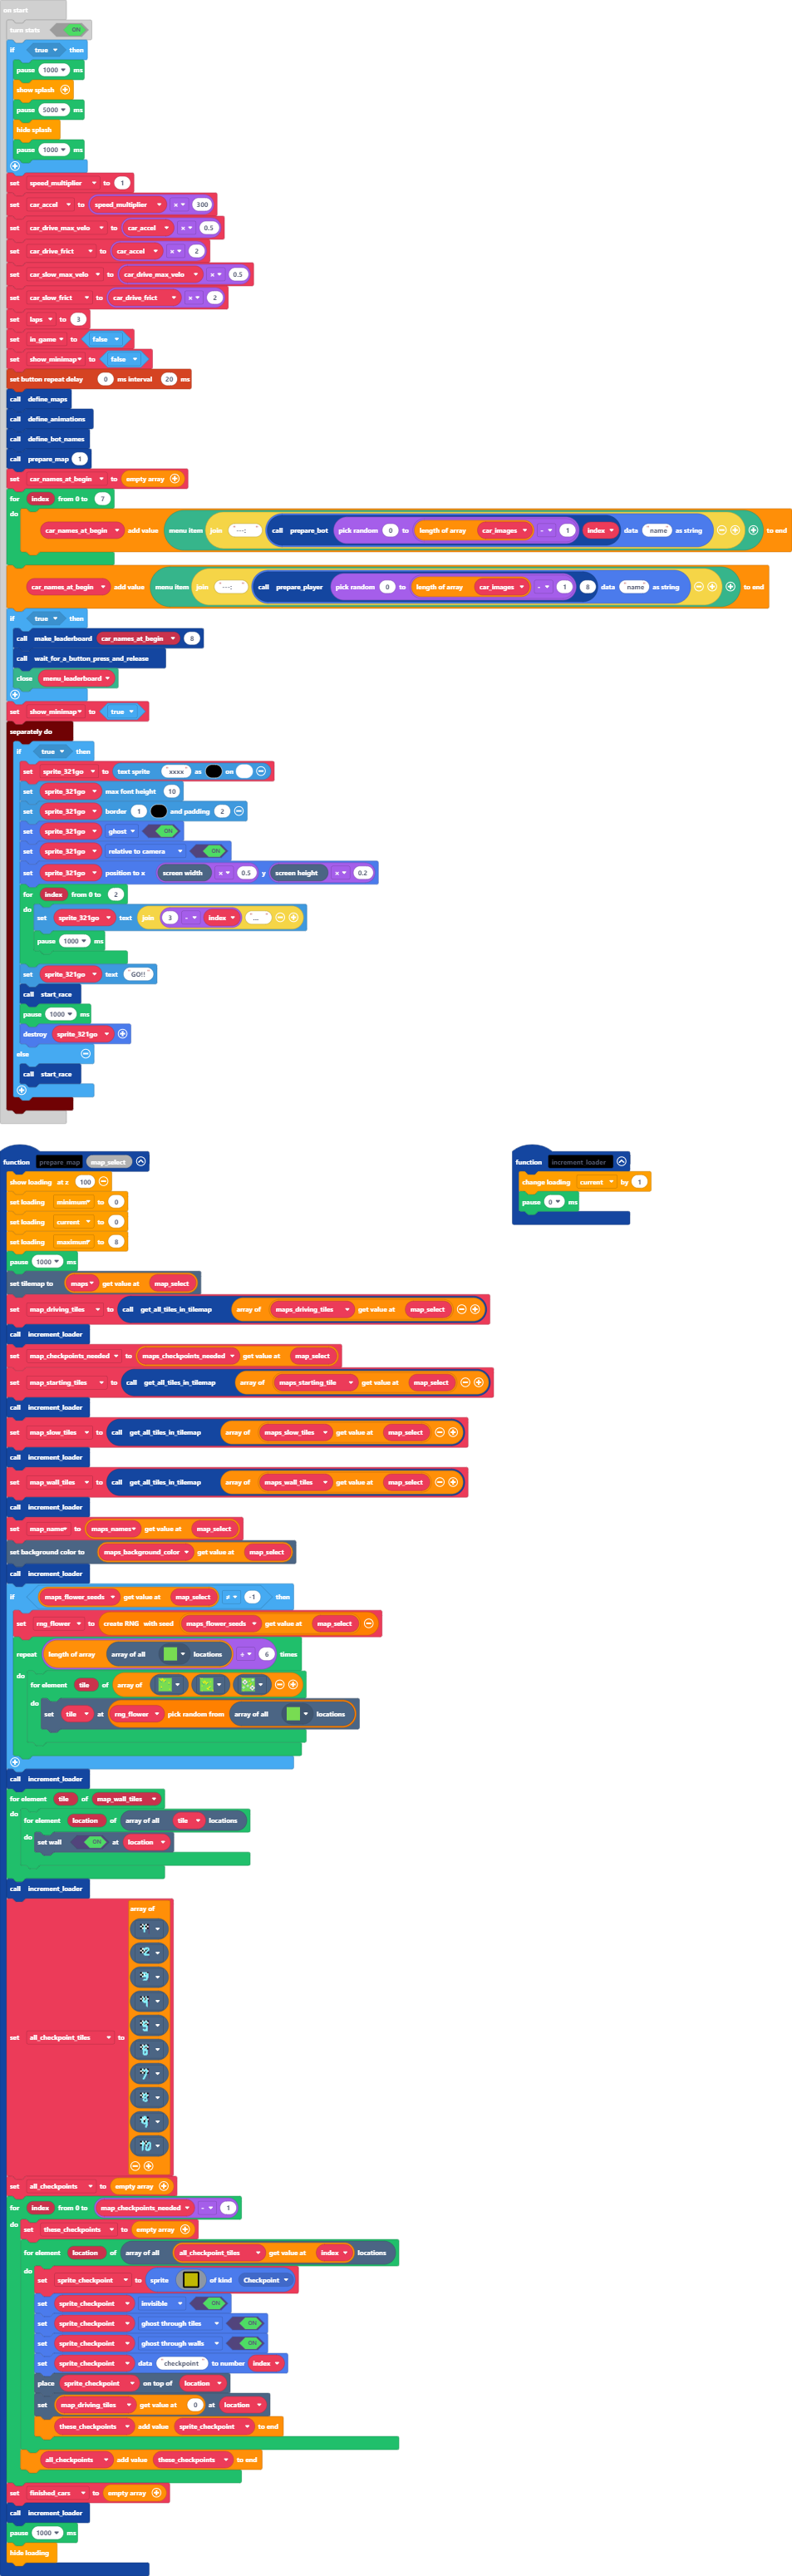 on start
turn stats ON
if true then
pause 1000 ms
show splash
pause 5000 ms
hide splash
pause 1000 ms
set speed_multiplier to 1
set car_accel to speed_multiplier × 300
set car_drive_max_velo to car_accel × 0.5
set car_drive_frict to car_accel × 2
set car_slow_max_velo to car_drive_max_velo × 0.5
set car_slow_frict to car_drive_frict × 2
set laps to 3
set in_game to false
set show_minimap to false
set button repeat delay 0 ms interval 20 ms
call define_maps
call define_animations
call define_bot_names
call prepare_map 1
set car_names_at_begin to empty array
for index from 0 to 7
do
car_names_at_begin add value menu item join "---: " call prepare_bot pick random 0 to length of array car_images - 1 index data "name" as string to end
car_names_at_begin add value menu item join "---: " call prepare_player pick random 0 to length of array car_images - 1 8 data "name" as string to end
if true then
call make_leaderboard car_names_at_begin 8
call wait_for_a_button_press_and_release
close menu_leaderboard
set show_minimap to true
separately do
if true then
set sprite_321go to text sprite "xxxx" as on
set sprite_321go max font height 10
set sprite_321go border 1 and padding 2
set sprite_321go ghost ON
set sprite_321go relative to camera ON
set sprite_321go position to x screen width × 0.5 y screen height × 0.2
for index from 0 to 2
do
set sprite_321go text join 3 - index "..."
pause 1000 ms
set sprite_321go text "GO!!"
call start_race
pause 1000 ms
destroy sprite_321go
else
call start_race
function prepare_map map_select
show loading at z 100
set loading minimum to 0
set loading current to 0
set loading maximum to 8
pause 1000 ms
set tilemap to maps get value at map_select
set map_driving_tiles to call get_all_tiles_in_tilemap array of maps_driving_tiles get value at map_select
call increment_loader
set map_checkpoints_needed to maps_checkpoints_needed get value at map_select
set map_starting_tiles to call get_all_tiles_in_tilemap array of maps_starting_tile get value at map_select
call increment_loader
set map_slow_tiles to call get_all_tiles_in_tilemap array of maps_slow_tiles get value at map_select
call increment_loader
set map_wall_tiles to call get_all_tiles_in_tilemap array of maps_wall_tiles get value at map_select
call increment_loader
set map_name to maps_names get value at map_select
set background color to maps_background_color get value at map_select
call increment_loader
if maps_flower_seeds get value at map_select ≠ -1 then
set rng_flower to create RNG with seed maps_flower_seeds get value at map_select
repeat length of array array of all locations ÷ 6 times
do
for element tile of array of
do
set tile at rng_flower pick random from array of all locations
call increment_loader
for element tile of map_wall_tiles
do
for element location of array of all tile locations
do
set wall ON at location
call increment_loader
set all_checkpoint_tiles to array of
1
2
3
4
5
6
7
8
9
10
set all_checkpoints to empty array
for index from 0 to map_checkpoints_needed - 1
do
set these_checkpoints to empty array
for element location of array of all all_checkpoint_tiles get value at index locations
do
set sprite_checkpoint to sprite of kind Checkpoint
set sprite_checkpoint invisible ON
set sprite_checkpoint ghost through tiles ON
set sprite_checkpoint ghost through walls ON
set sprite_checkpoint data "checkpoint" to number index
place sprite_checkpoint on top of location
set map_driving_tiles get value at 0 at location
these_checkpoints add value sprite_checkpoint to end
all_checkpoints add value these_checkpoints to end
set finished_cars to empty array
call increment_loader
pause 1000 ms
hide loading
function increment_loader
change loading current by 1
pause 0 ms